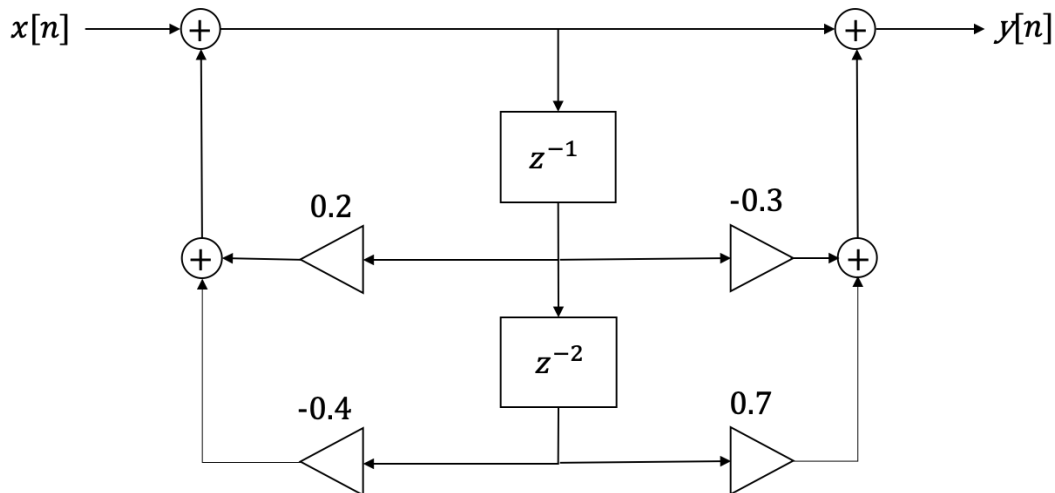 x[n] + + y[n]
z⁻¹
0.2 -0.3
+ +
z⁻²
-0.4 0.7